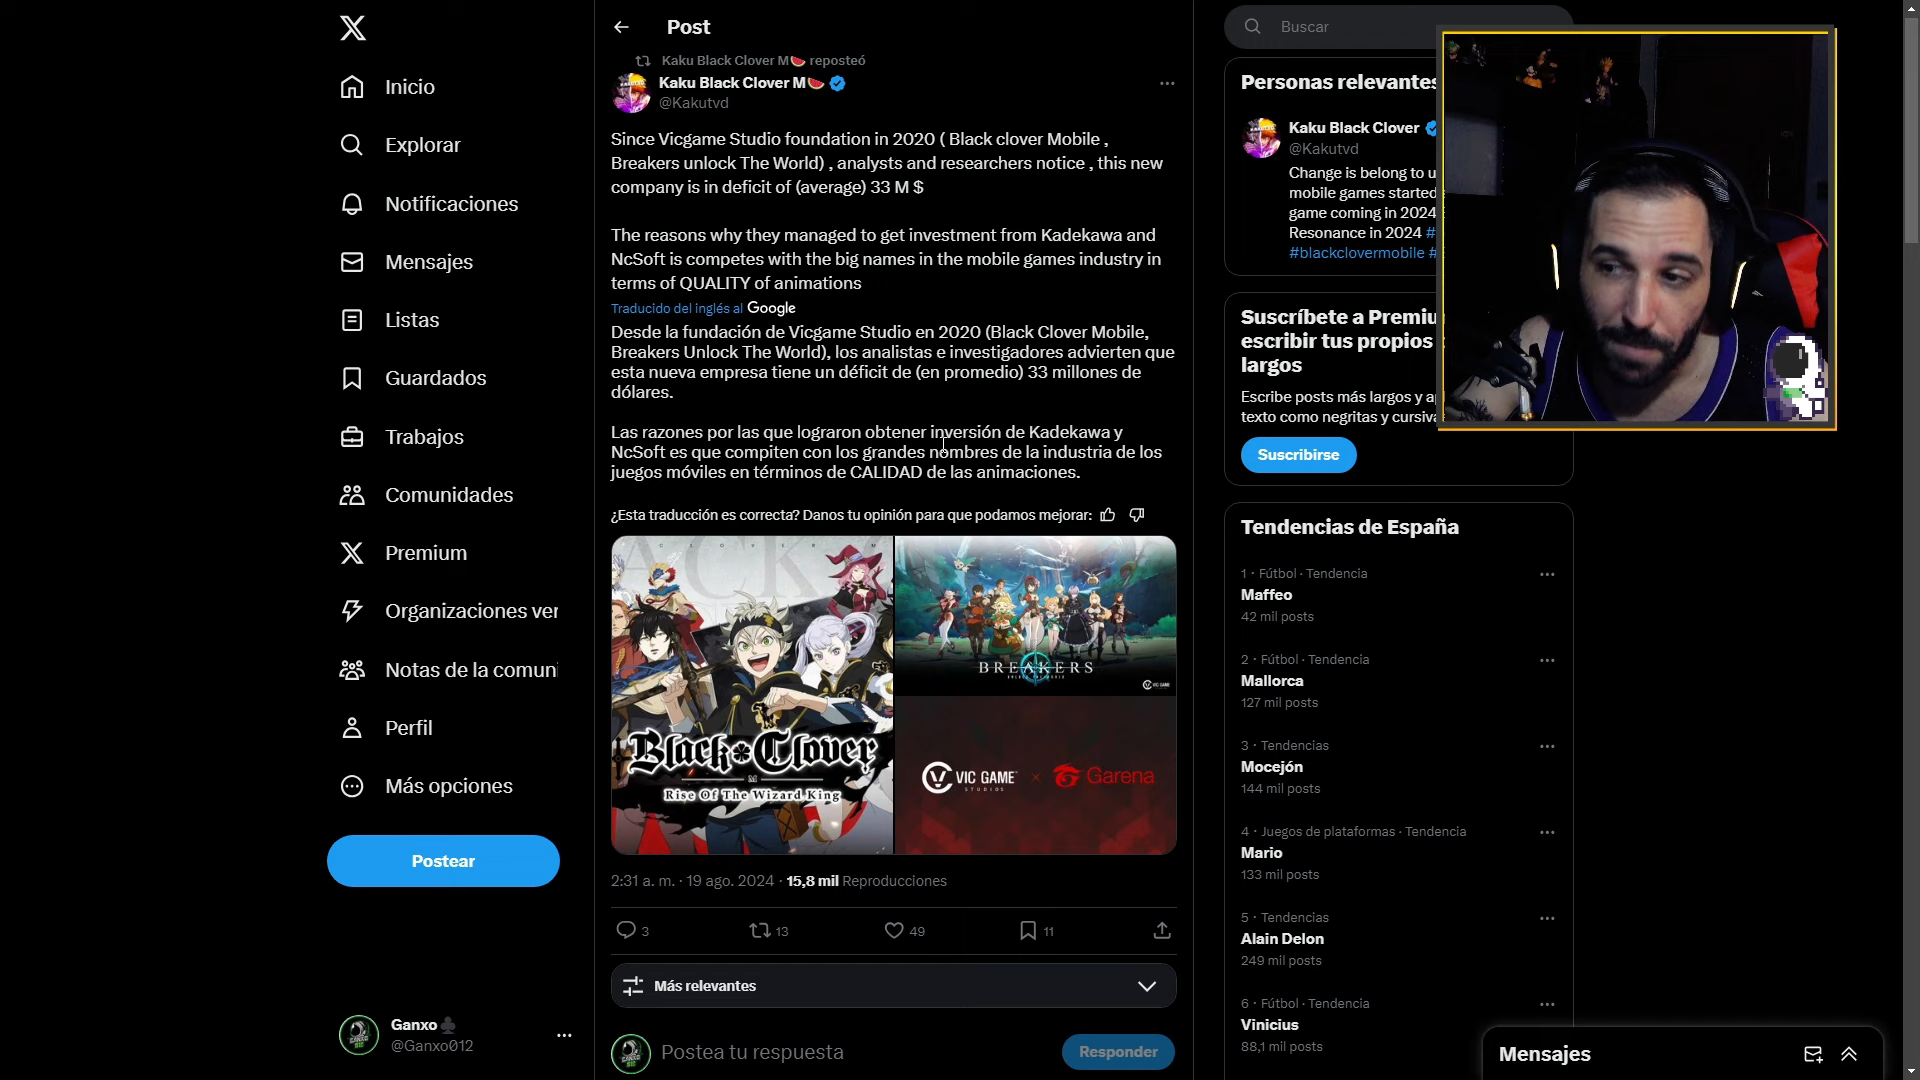 Inicio
Explorar
Notificaciones
Mensajes
Listas
Guardados
Trabajos
Comunidades
Premium
Organizaciones ver
Notas de la comuni
Perfil
Más opciones
Postear
Ganxo♣
@Ganxo012
Post
Kaku Black Clover M🍉 reposteó
Kaku Black Clover M🍉
@Kakutvd
Since Vicgame Studio foundation in 2020 ( Black clover Mobile ,
Breakers unlock The World) , analysts and researchers notice , this new
company is in deficit of (average) 33 M $
The reasons why they managed to get investment from Kadekawa and
NcSoft is competes with the big names in the mobile games industry in
terms of QUALITY of animations
Traducido del inglés al Google
Desde la fundación de Vicgame Studio en 2020 (Black Clover Mobile,
Breakers Unlock The World), los analistas e investigadores advierten que
esta nueva empresa tiene un déficit de (en promedio) 33 millones de
dólares.
Las razones por las que lograron obtener inversión de Kadekawa y
NcSoft es que compiten con los grandes nombres de la industria de los
juegos móviles en términos de CALIDAD de las animaciones.
¿Esta traducción es correcta? Danos tu opinión para que podamos mejorar:
Black Clover
M
Rise Of The Wizard King
BREAKERS
UNLOCK THE WORLD
VIC GAME
VIC GAME
STUDIOS
×
Garena
2:31 a. m. · 19 ago. 2024 · 15,8 mil Reproducciones
3
13
49
11
Más relevantes
Postea tu respuesta
Responder
Buscar
Personas relevantes
Kaku Black Clover
@Kakutvd
Change is belong to u
mobile games started
game coming in 2024
Resonance in 2024 #
#blackclovermobile #
Suscríbete a Premiu
escribir tus propios
largos
Escribe posts más largos y ap
texto como negritas y cursiva
Suscribirse
Tendencias de España
1 · Fútbol · Tendencia
Maffeo
42 mil posts
2 · Fútbol · Tendencia
Mallorca
127 mil posts
3 · Tendencias
Mocejón
144 mil posts
4 · Juegos de plataformas · Tendencia
Mario
133 mil posts
5 · Tendencias
Alain Delon
249 mil posts
6 · Fútbol · Tendencia
Vinicius
88,1 mil posts
Mensajes